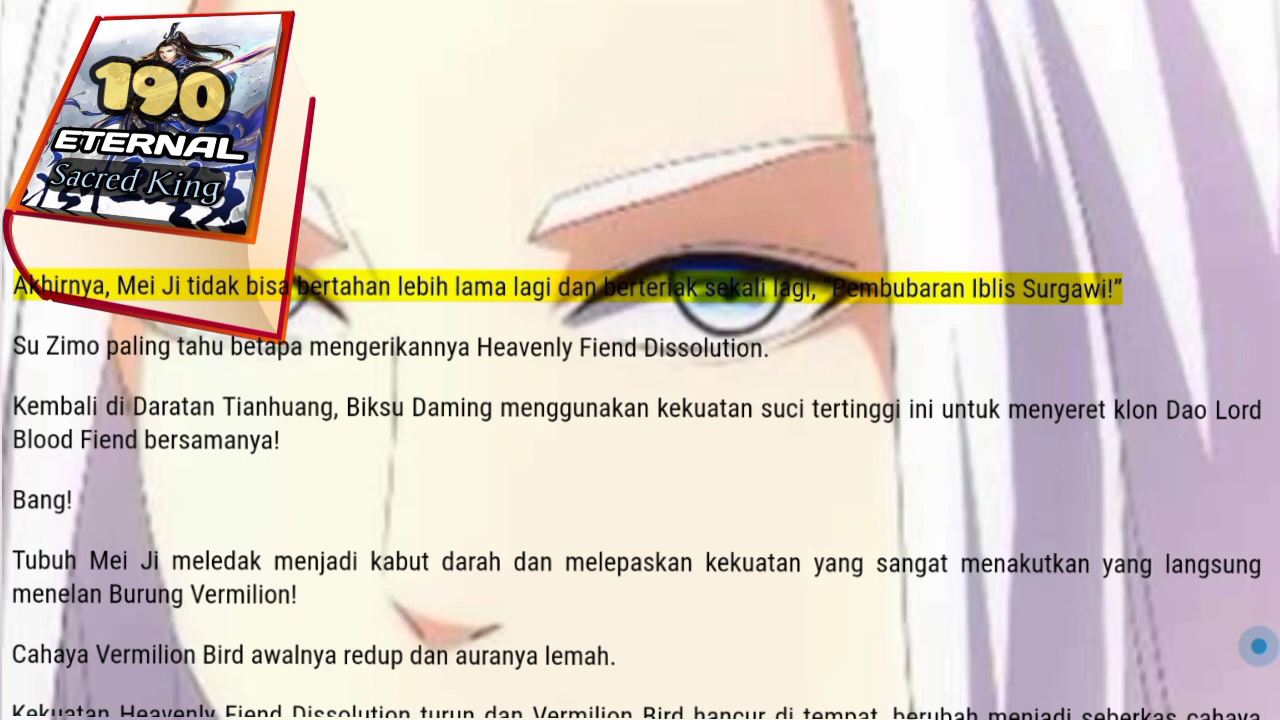 190
ETERNAL
Sacred King
Akhirnya, Mei Ji tidak bisa bertahan lebih lama lagi dan berteriak sekali lagi, “Pembubaran Iblis Surgawi!”
Su Zimo paling tahu betapa mengerikannya Heavenly Fiend Dissolution.
Kembali di Daratan Tianhuang, Biksu Daming menggunakan kekuatan suci tertinggi ini untuk menyeret klon Dao Lord
Blood Fiend bersamanya!
Bang!
Tubuh Mei Ji meledak menjadi kabut darah dan melepaskan kekuatan yang sangat menakutkan yang langsung
menelan Burung Vermilion!
Cahaya Vermilion Bird awalnya redup dan auranya lemah.
Kekuatan Heavenly Fiend Dissolution turun dan Vermilion Bird hancur di tempat, berubah menjadi seberkas cahaya